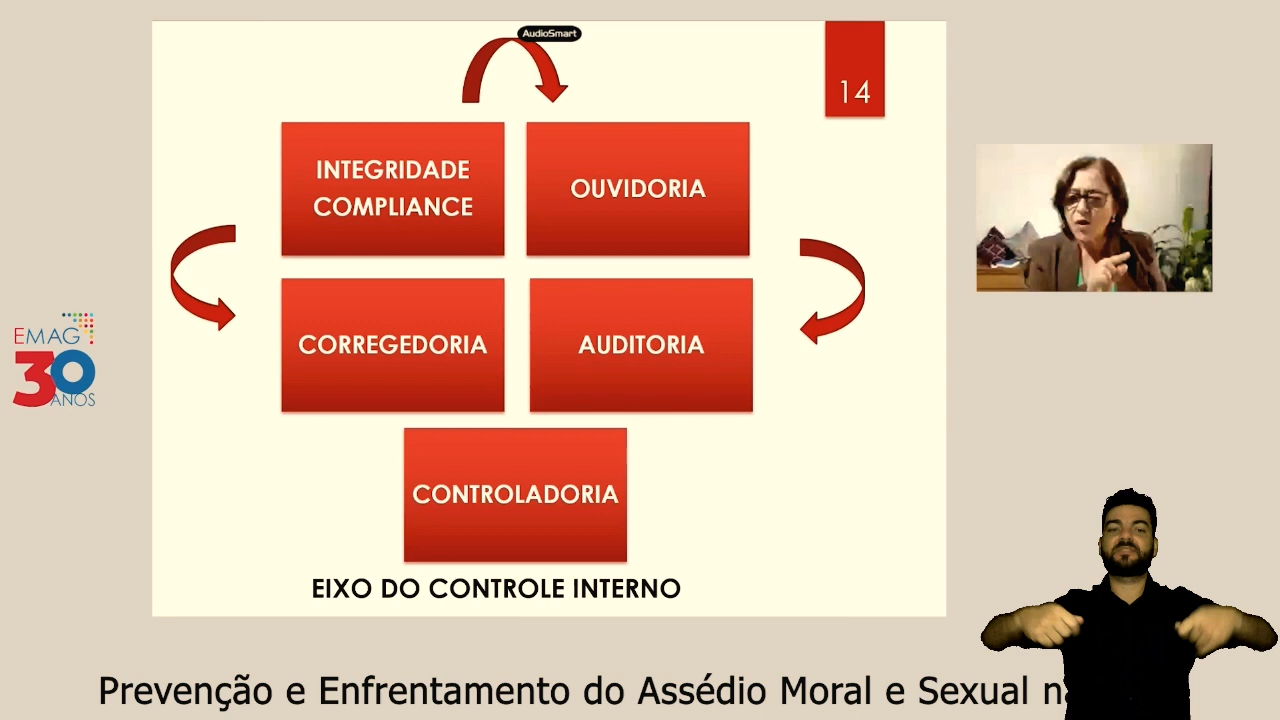 AudioSmart
14
INTEGRIDADE
COMPLIANCE
OUVIDORIA
CORREGEDORIA
AUDITORIA
CONTROLADORIA
EIXO DO CONTROLE INTERNO
EMAG
30
ANOS
Prevenção e Enfrentamento do Assédio Moral e Sexual